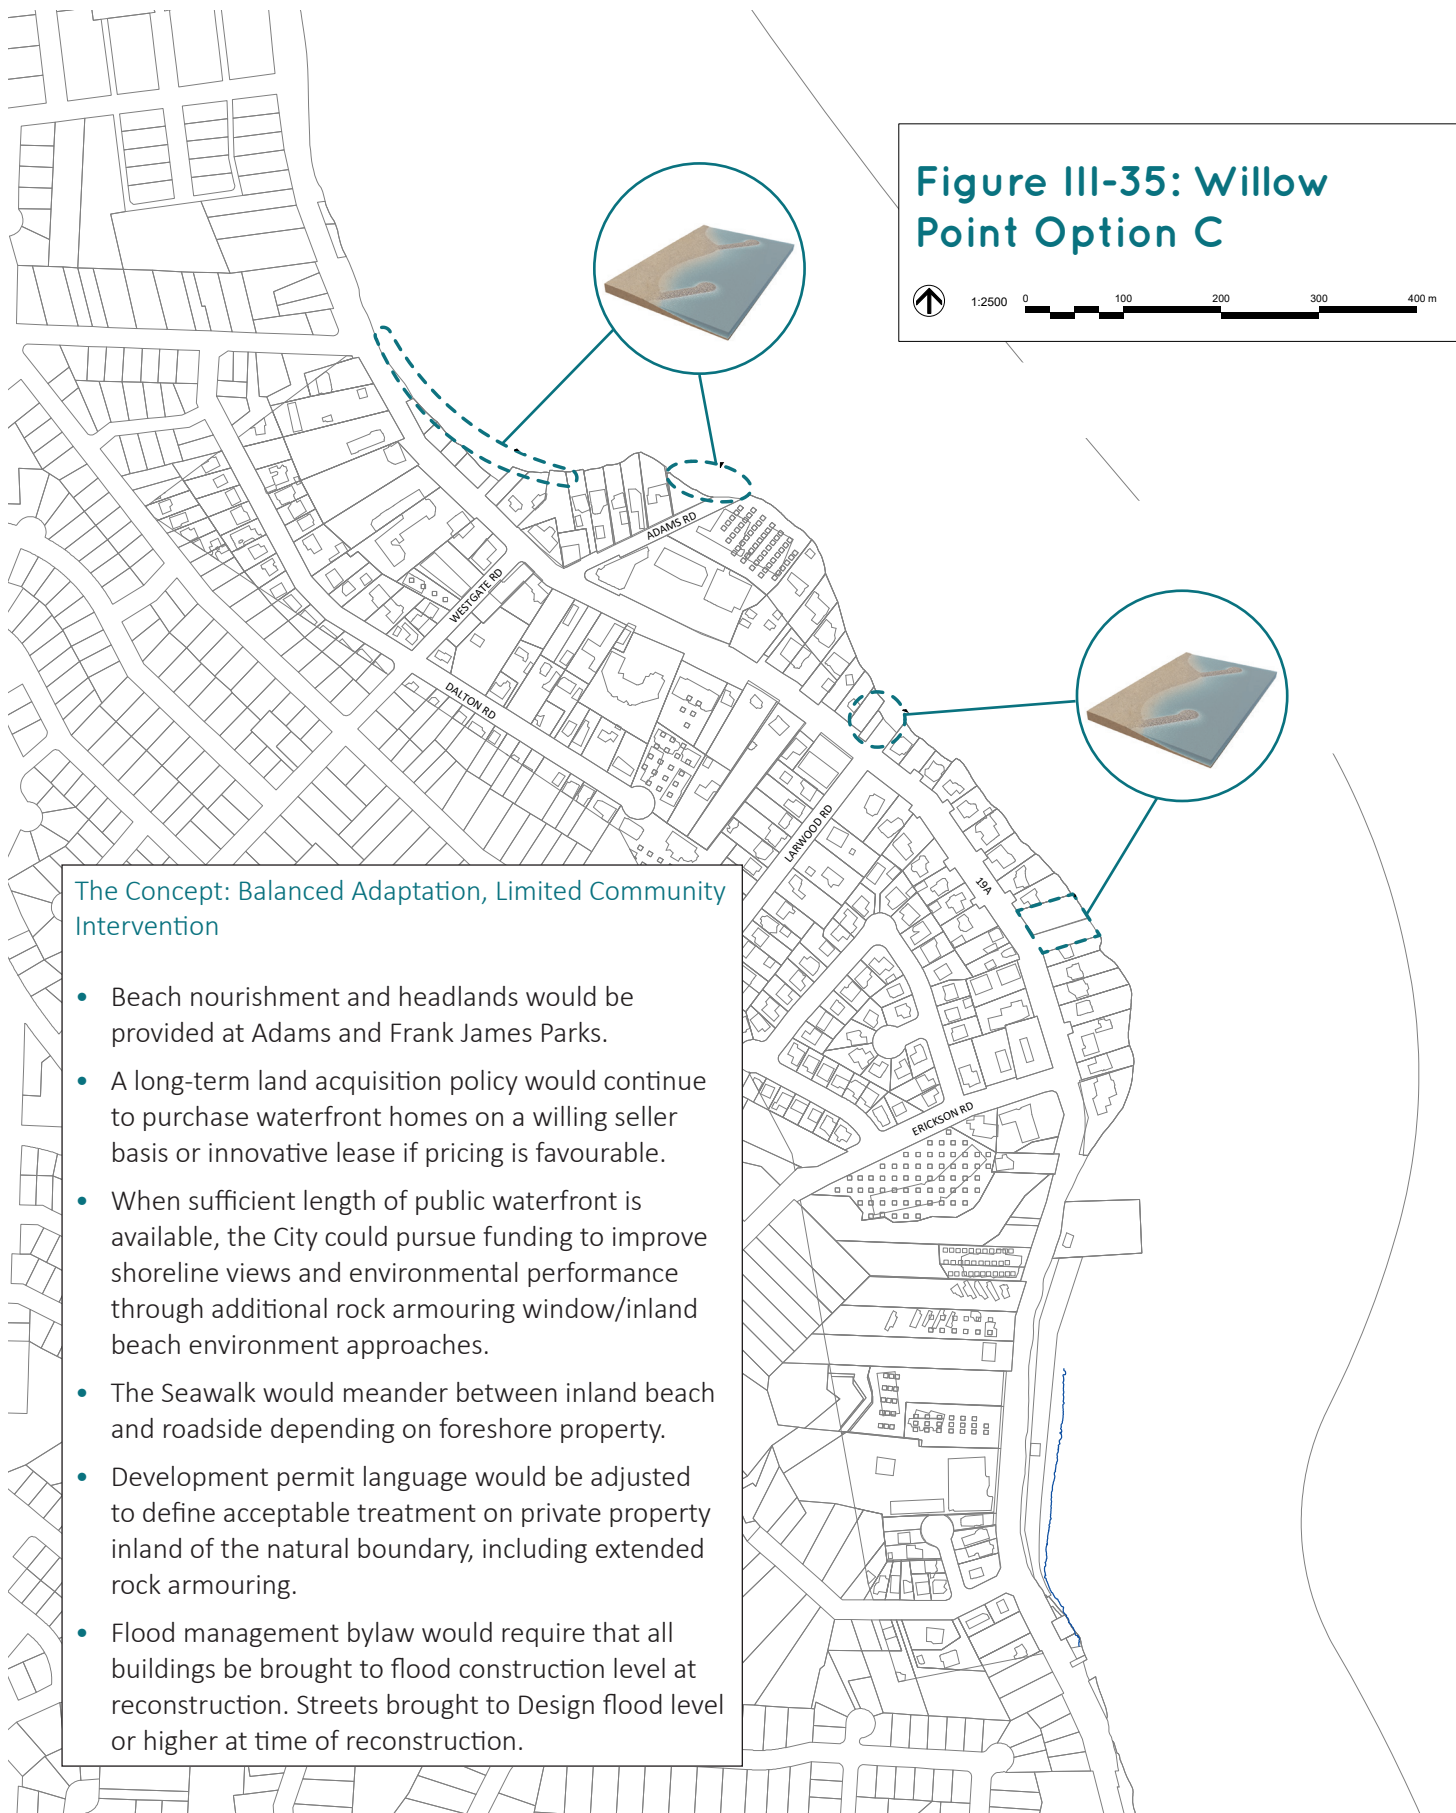 Figure III-35: Willow
Point Option C
1:2500
0 100 200 300 400 m
ADAMS RD
WESTGATE RD
DALTON RD
LARWOOD RD
19A
ERICKSON RD
The Concept: Balanced Adaptation, Limited Community
Intervention
• Beach nourishment and headlands would be
provided at Adams and Frank James Parks.
• A long-term land acquisition policy would continue
to purchase waterfront homes on a willing seller
basis or innovative lease if pricing is favourable.
• When sufficient length of public waterfront is
available, the City could pursue funding to improve
shoreline views and environmental performance
through additional rock armouring window/inland
beach environment approaches.
• The Seawalk would meander between inland beach
and roadside depending on foreshore property.
• Development permit language would be adjusted
to define acceptable treatment on private property
inland of the natural boundary, including extended
rock armouring.
• Flood management bylaw would require that all
buildings be brought to flood construction level at
reconstruction. Streets brought to Design flood level
or higher at time of reconstruction.